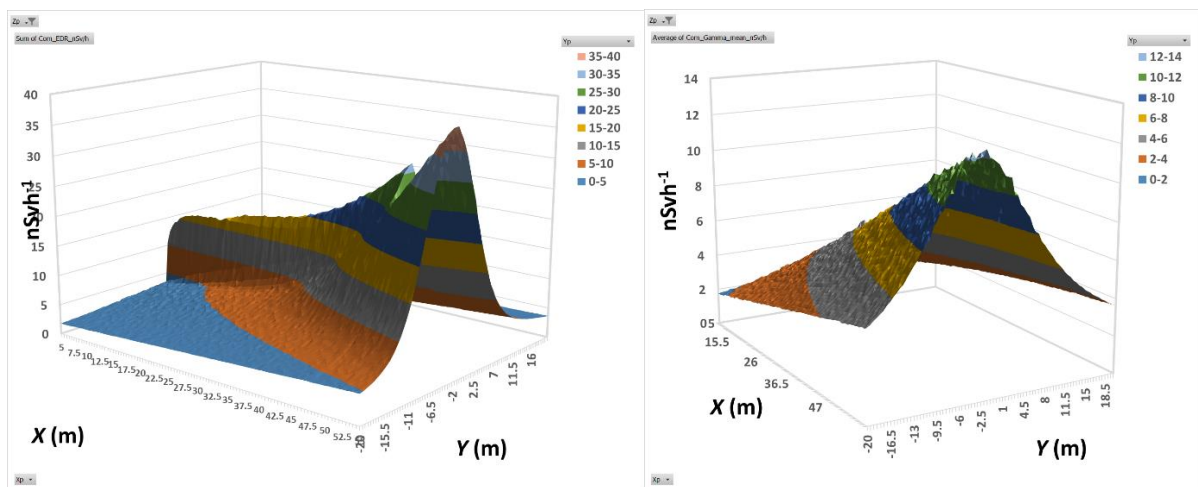 Zp
Sum of Com_EDR_nSv/h
Yp
35-40
30-35
25-30
20-25
15-20
10-15
5-10
0-5
40
35
30
25
20
15
10
5
0
nSvh⁻¹
5 7.5 10 12.5 15 17.5 20 22.5 25 27.5 30 32.5 35 37.5 40 42.5 45 47.5 50 52.5
X (m)
-20 -15.5 -11 -6.5 -2 2.5 7 11.5 16
Y (m)
Xp
Zp
Average of Com_Gamma_mean_nSv/h
Yp
12-14
10-12
8-10
6-8
4-6
2-4
0-2
14
12
10
8
6
4
2
0
nSvh⁻¹
5 15.5 26 36.5 47
X (m)
-20 -16.5 -13 -9.5 -6 -2.5 1 4.5 8 11.5 15 18.5
Y (m)
Xp